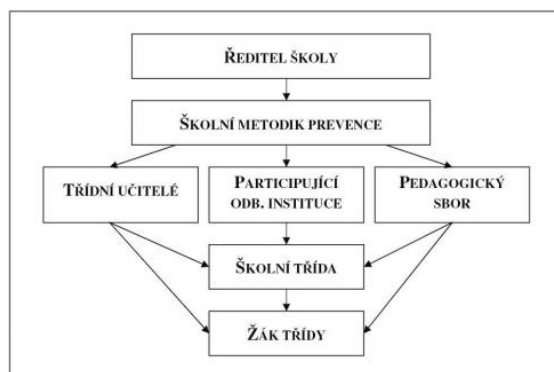 ŘEDITEL ŠKOLY
ŠKOLNÍ METODIK PREVENCE
TŘÍDNÍ UČITELÉ
PARTICIPUJÍCÍ
ODB. INSTITUCE
PEDAGOGICKÝ
SBOR
ŠKOLNÍ TŘÍDA
ŽÁK TŘÍDY